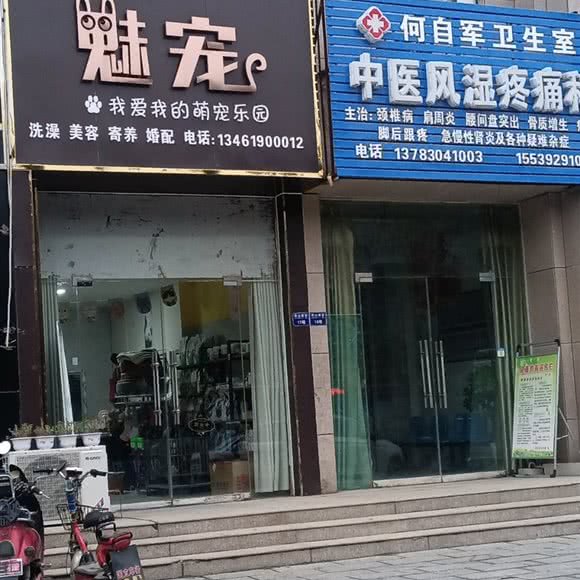 魅宠
我爱我的萌宠乐园
洗澡 美容 寄养 婚配 电话:13461900012
何自军卫生室
中医风湿疼痛科
主治:颈椎病 肩周炎 腰间盘突出 骨质增生
脚后跟疼 急慢性肾炎及各种疑难杂症
电话 13783041003 15539291